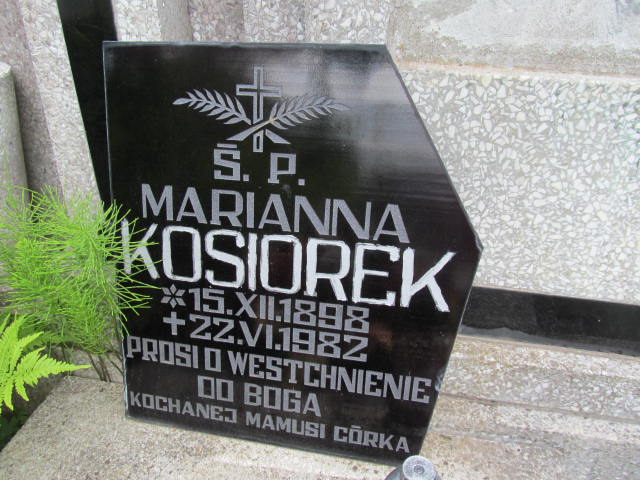 Ś. P.
MARIANNA
KOSIOREK
* 15.XII.1898
+ 22.VI.1982
PROSI O WESTCHNIENIE
DO BOGA
KOCHANEJ MAMUSI CÓRKA